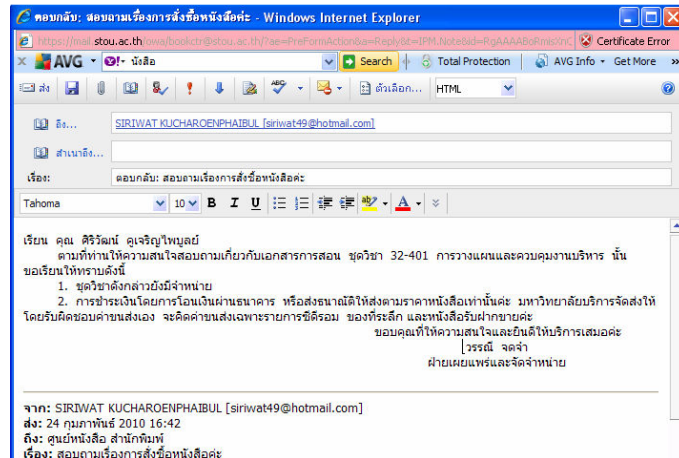 ตอบกลับ: สอบถามเรื่องการสั่งซื้อหนังสือค่ะ - Windows Internet Explorer
https://mail.stou.ac.th/owa/bookctr@stou.ac.th/?ae=PreFormAction&a=Reply&t=IPM.Note&id= Certificate Error
AVG นังสือ Search Total Protection AVG Info Get More »
ส่ง ตัวเลือก... HTML
ถึง... SIRIWAT KUCHAROENPHAIBUL [siriwat49@hotmail.com]
สำเนาถึง...
เรื่อง: ตอบกลับ: สอบถามเรื่องการสั่งซื้อหนังสือค่ะ
Tahoma 10 B I U A
เรียน คุณ ศิริวัฒน์ คูเจริญไพบูลย์
ตามที่ท่านให้ความสนใจสอบถามเกี่ยวกับเอกสารการสอน ชุดวิชา 32-401 การวางแผนและควบคุมงานบริหาร นั้น
ขอเรียนให้ทราบดังนี้
1. ชุดวิชาดังกล่าวยังมีจำหน่าย
2. การชำระเงินโดยการโอนเงินผ่านธนาคาร หรือส่งธนาณัติให้ส่งตามราคาหนังสือเท่านั้นค่ะ มหาวิทยาลัยบริการจัดส่งให้
โดยรับผิดชอบค่าขนส่งเอง จะคิดค่าขนส่งเฉพาะรายการซีดีรอม ของที่ระลึก และหนังสือรับฝากขายค่ะ
ขอบคุณที่ให้ความสนใจและยินดีให้บริการเสมอค่ะ
วรรณี จดจำ
ฝ่ายเผยแพร่และจัดจำหน่าย
จาก: SIRIWAT KUCHAROENPHAIBUL [siriwat49@hotmail.com]
ส่ง: 24 กุมภาพันธ์ 2010 16:42
ถึง: ศูนย์หนังสือ สำนักพิมพ์
เรื่อง: สอบถามเรื่องการสั่งซื้อหนังสือค่ะ